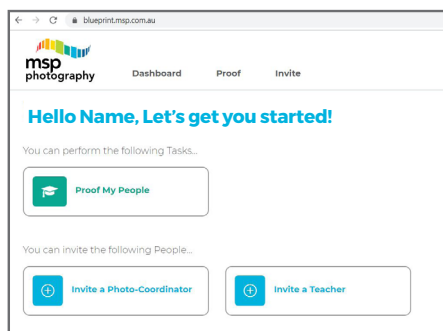 blueprint.msp.com.au
msp
photography
Dashboard Proof Invite
Hello Name, Let's get you started!
You can perform the following Tasks...
Proof My People
You can invite the following People...
Invite a Photo-Coordinator Invite a Teacher